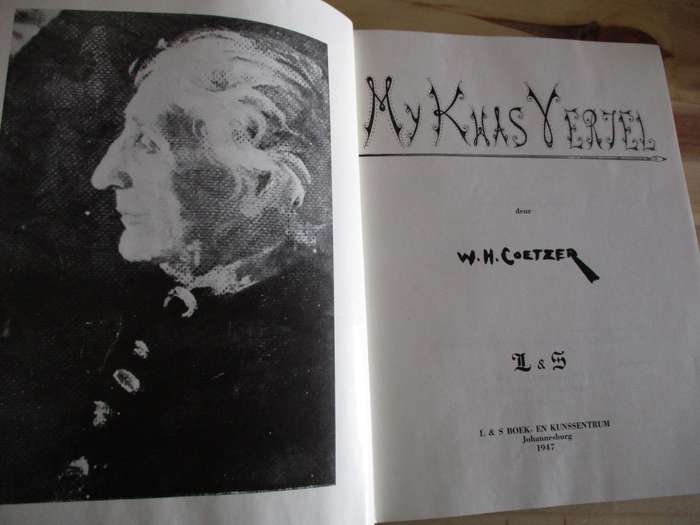 MY KWAS VERTEL
deur
W.H. COETZER
L & S
L & S BOEK- EN KUNSSENTRUM
Johannesburg
1947